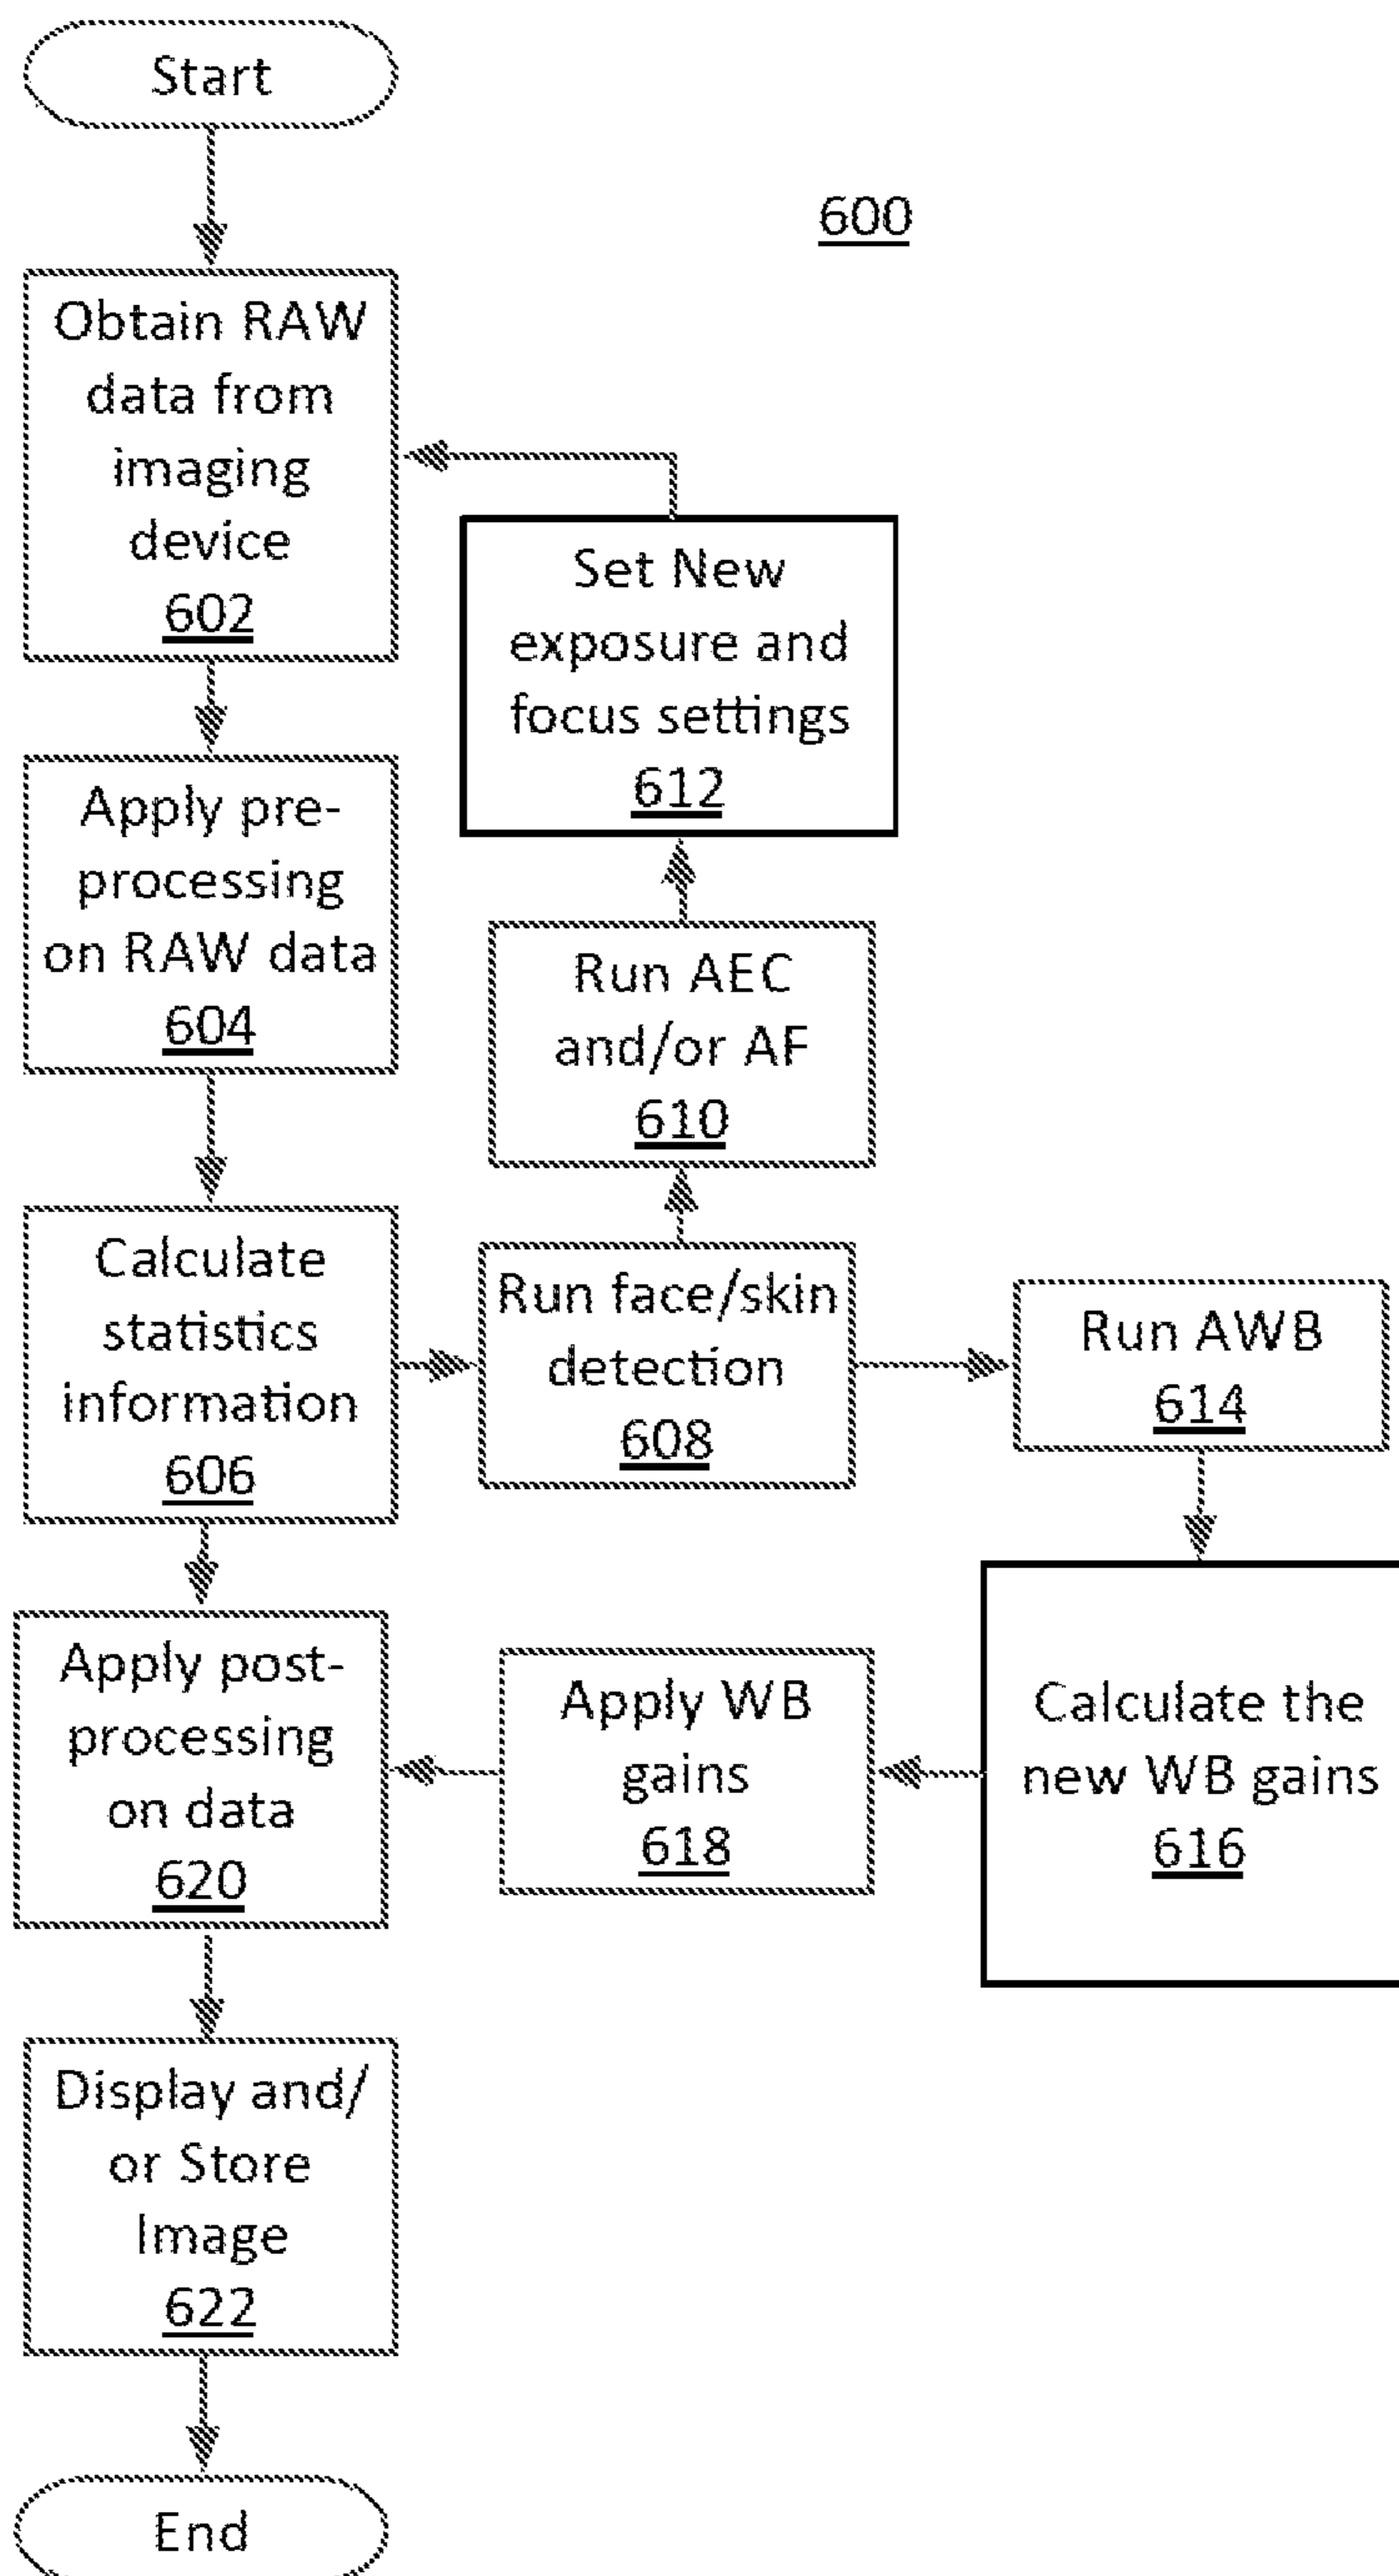 Start
600
Obtain RAW
data from
imaging
device
602
Set New
exposure and
focus settings
612
Apply pre-
processing
on RAW data
604
Run AEC
and/or AF
610
Calculate
statistics
information
606
Run face/skin
detection
608
Run AWB
614
Apply post-
processing
on data
620
Apply WB
gains
618
Calculate the
new WB gains
616
Display and/
or Store
Image
622
End